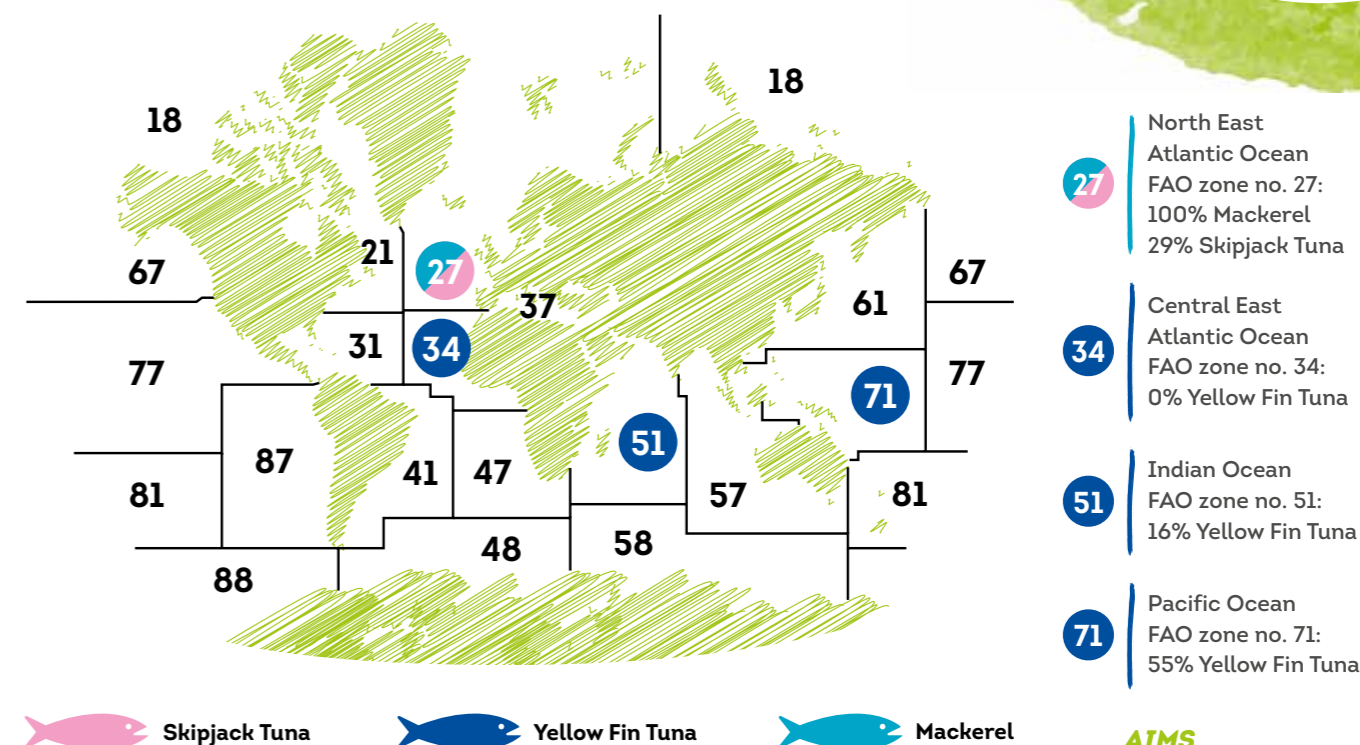 18
18
21
27
67
37
61
67
31
34
77
71
77
51
87
41
47
57
81
81
48
58
88
27
North East
Atlantic Ocean
FAO zone no. 27:
100% Mackerel
29% Skipjack Tuna
34
Central East
Atlantic Ocean
FAO zone no. 34:
0% Yellow Fin Tuna
51
Indian Ocean
FAO zone no. 51:
16% Yellow Fin Tuna
71
Pacific Ocean
FAO zone no. 71:
55% Yellow Fin Tuna
Skipjack Tuna
Yellow Fin Tuna
Mackerel
AIMS